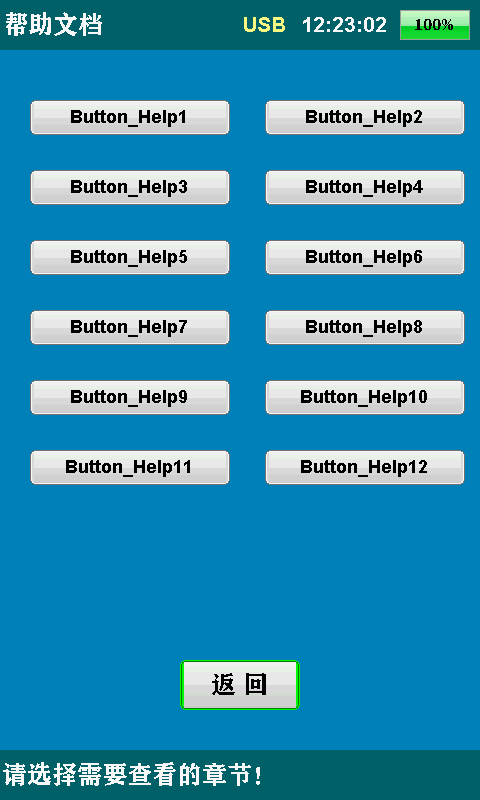 帮助文档 USB 12:23:02 100%
Button_Help1 Button_Help2
Button_Help3 Button_Help4
Button_Help5 Button_Help6
Button_Help7 Button_Help8
Button_Help9 Button_Help10
Button_Help11 Button_Help12
返 回
请选择需要查看的章节!